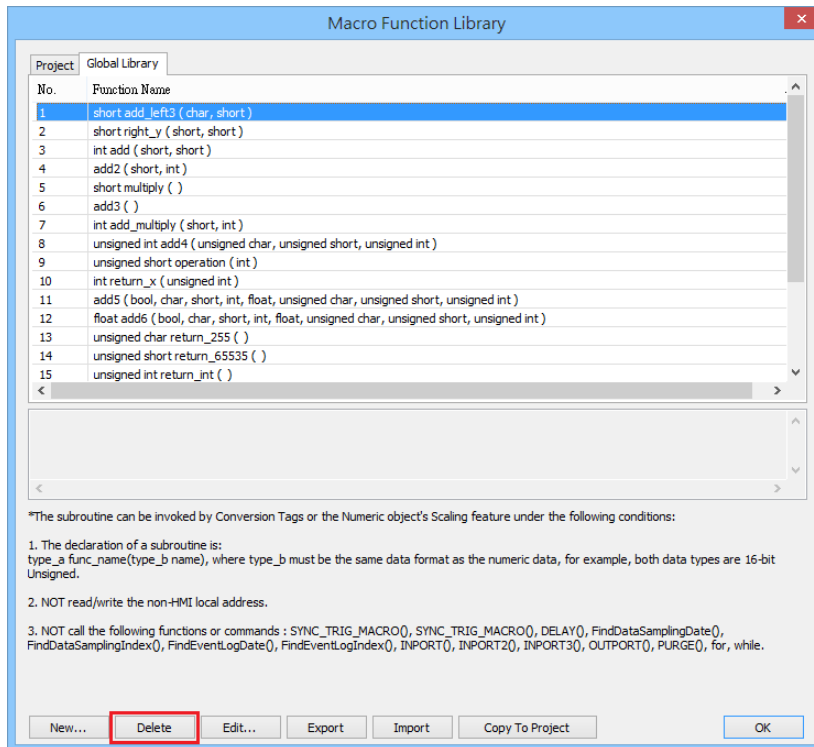 Macro Function Library
Project Global Library
No. Function Name
1 short add_left3 ( char, short )
2 short right_y ( short, short )
3 int add ( short, short )
4 add2 ( short, int )
5 short multiply ( )
6 add3 ( )
7 int add_multiply ( short, int )
8 unsigned int add4 ( unsigned char, unsigned short, unsigned int )
9 unsigned short operation ( int )
10 int return_x ( unsigned int )
11 add5 ( bool, char, short, int, float, unsigned char, unsigned short, unsigned int )
12 float add6 ( bool, char, short, int, float, unsigned char, unsigned short, unsigned int )
13 unsigned char return_255 ( )
14 unsigned short return_65535 ( )
15 unsigned int return_int ( )
*The subroutine can be invoked by Conversion Tags or the Numeric object's Scaling feature under the following conditions:
1. The declaration of a subroutine is:
type_a func_name(type_b name), where type_b must be the same data format as the numeric data, for example, both data types are 16-bit
Unsigned.
2. NOT read/write the non-HMI local address.
3. NOT call the following functions or commands : SYNC_TRIG_MACRO(), SYNC_TRIG_MACRO(), DELAY(), FindDataSamplingDate(),
FindDataSamplingIndex(), FindEventLogDate(), FindEventLogIndex(), INPORT(), INPORT2(), INPORT3(), OUTPORT(), PURGE(), for, while.
New... Delete Edit... Export Import Copy To Project OK